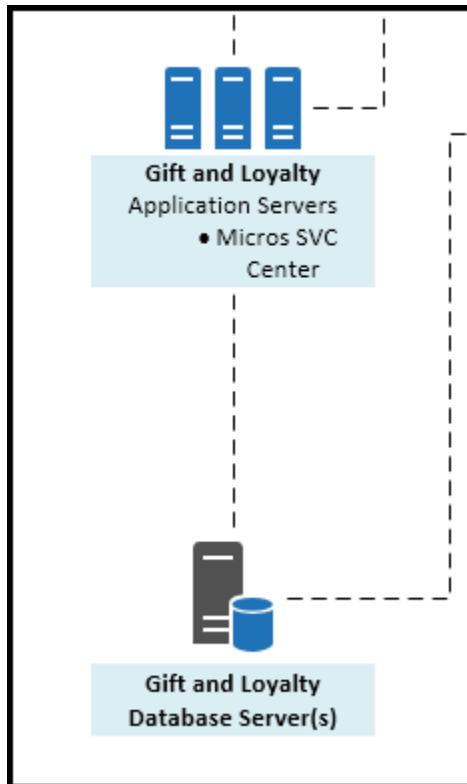 Gift and Loyalty
Application Servers
• Micros SVC
Center
Gift and Loyalty
Database Server(s)